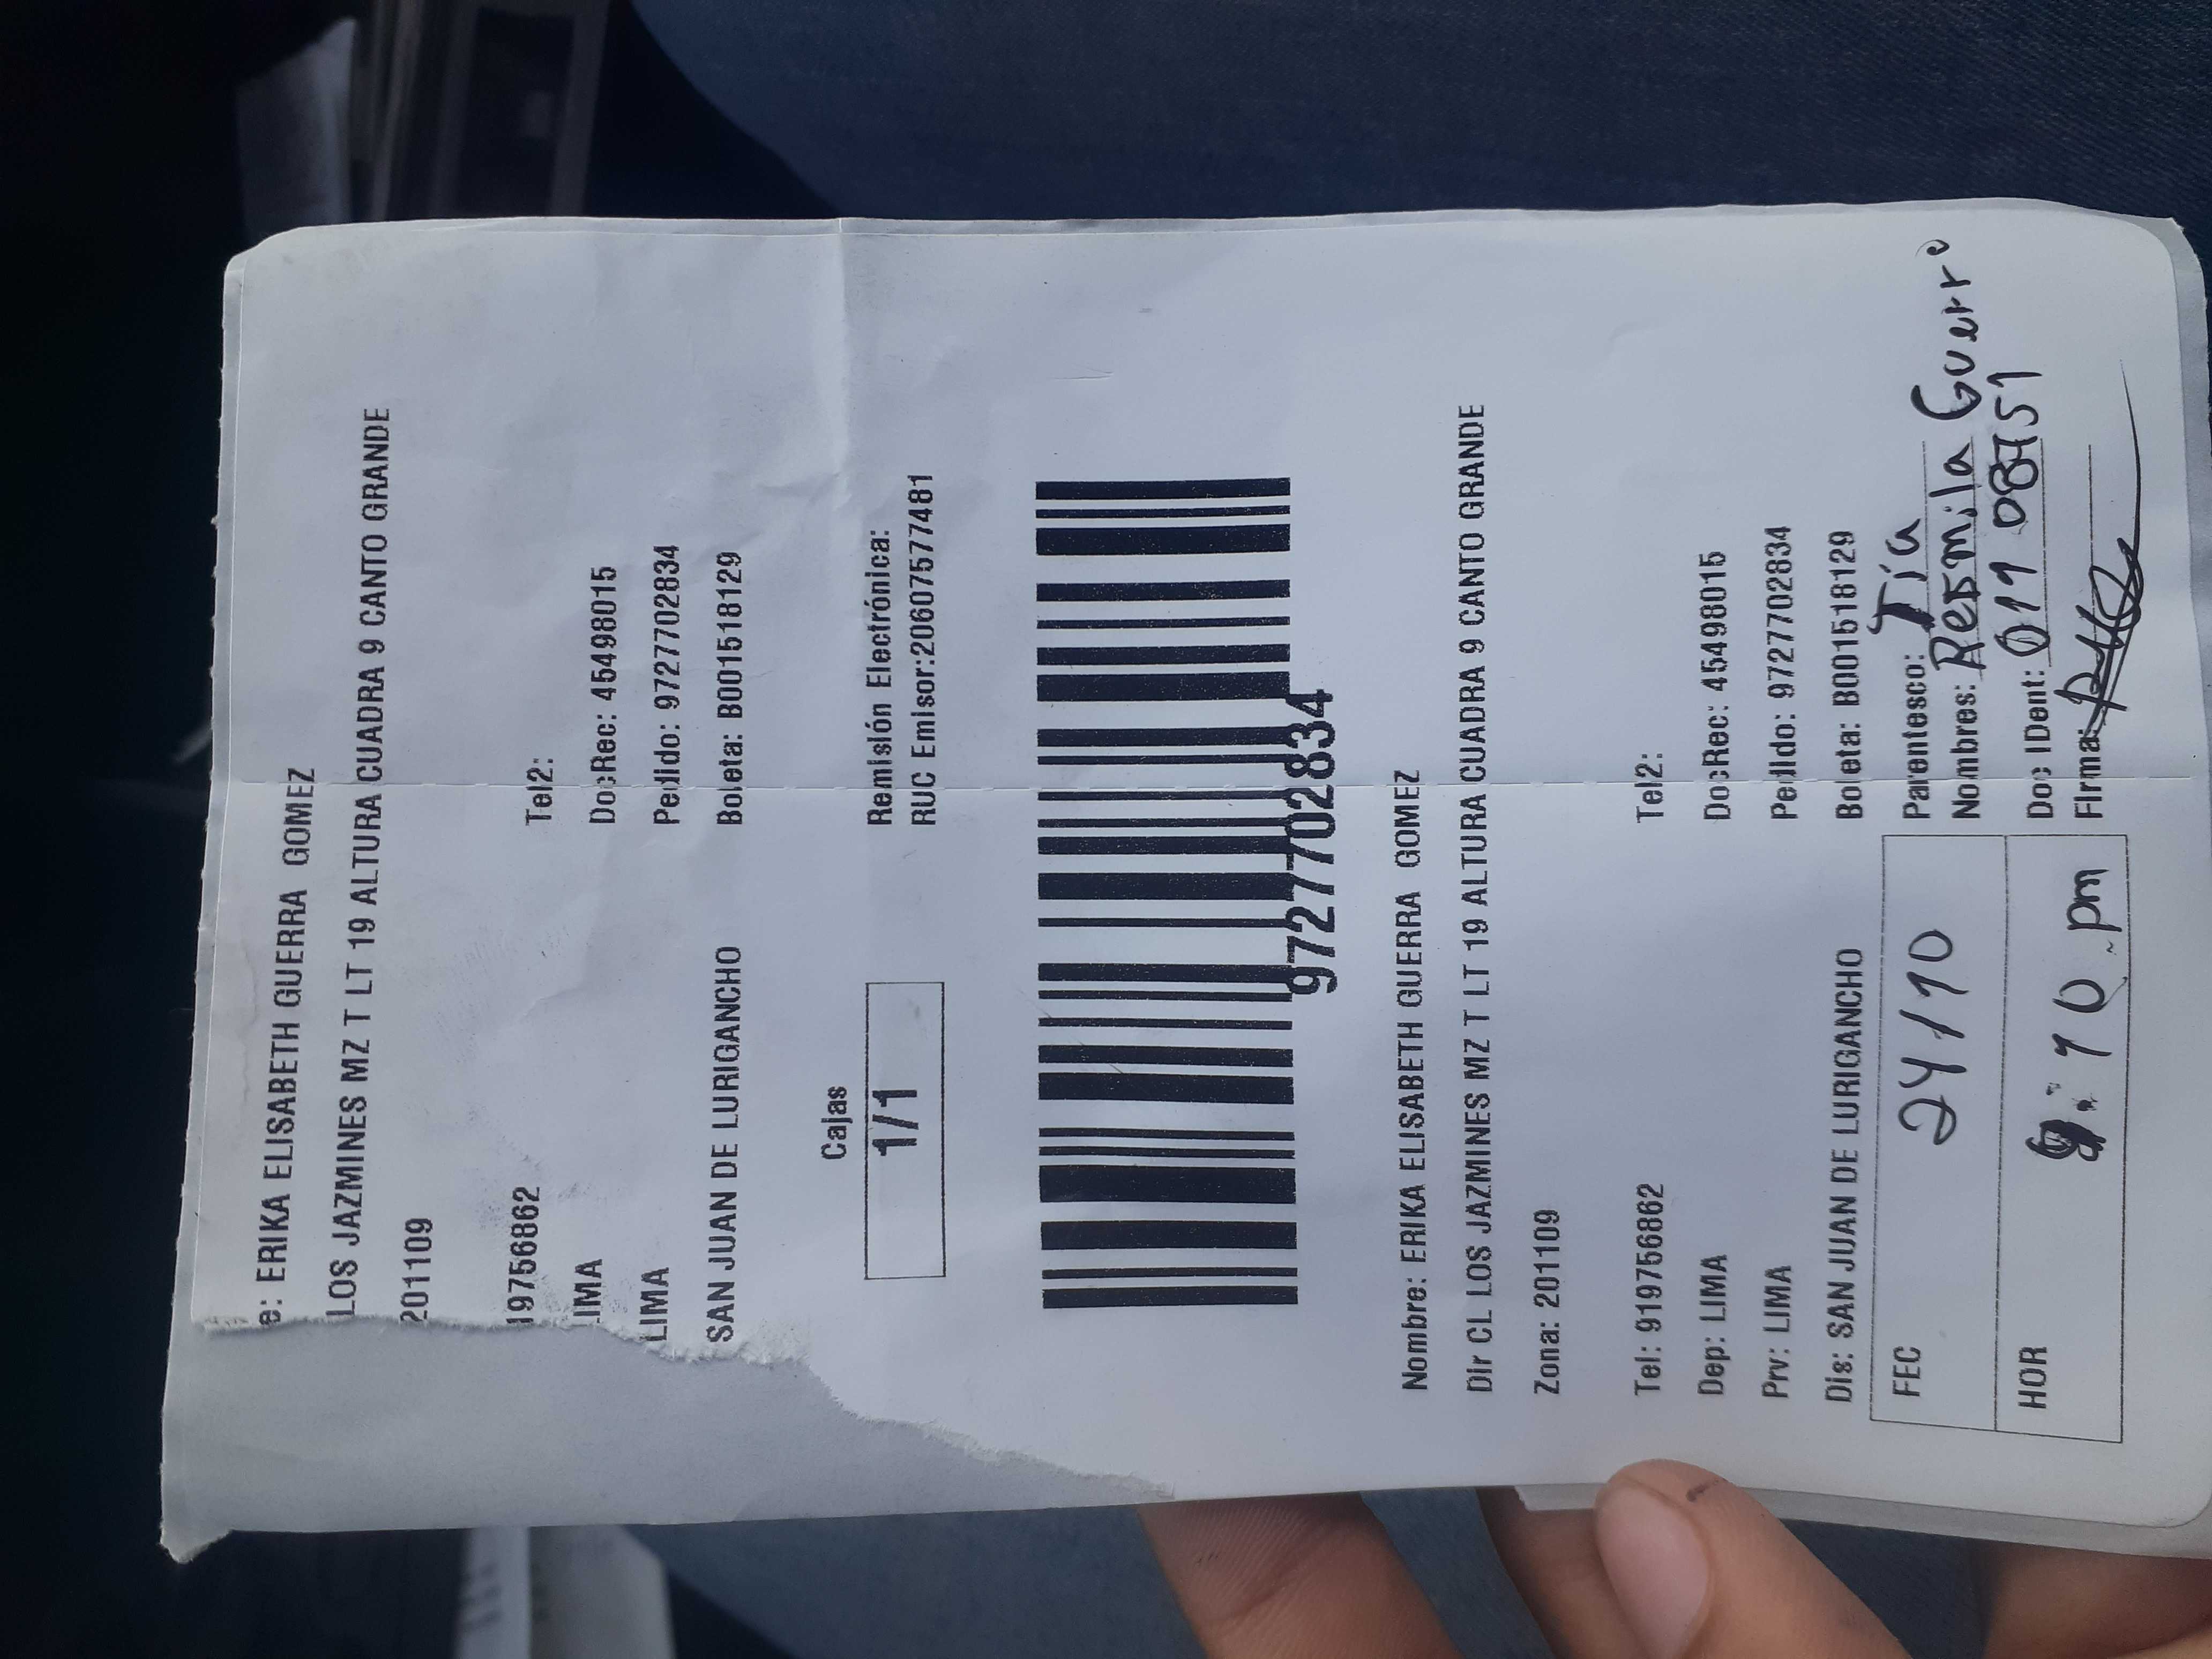 e: ERIKA ELISABETH GUERRA GOMEZ
LOS JAZMINES MZ T LT 19 ALTURA CUADRA 9 CANTO GRANDE
201109
19756862 Tel2:
LIMA DocRec: 45498015
LIMA Pedido: 9727702834
SAN JUAN DE LURIGANCHO Boleta: B001518129
Cajas
1/1
Remisión Electrónica:
RUC Emisor:20607577481
9727702834
Nombre: ERIKA ELISABETH GUERRA GOMEZ
Dir CL LOS JAZMINES MZ T LT 19 ALTURA CUADRA 9 CANTO GRANDE
Zona: 201109
Tel: 919756862 Tel2:
Dep: LIMA DocRec: 45498015
Prv: LIMA Pedido: 9727702834
Dis: SAN JUAN DE LURIGANCHO Boleta: B001518129
FEC 24/10
HOR :10 pm
Parentesco: Tía
Nombres: Guerr
Doc IDent:
Firma: